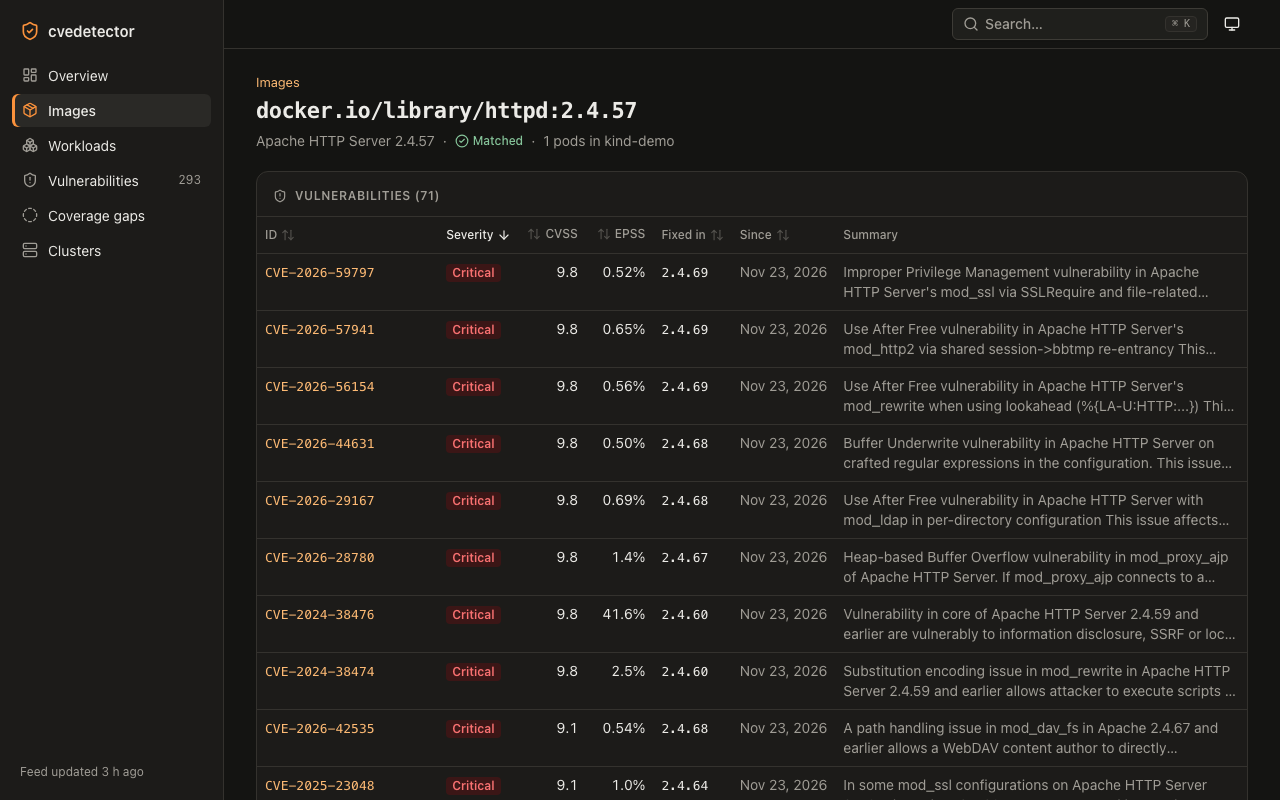 cvedetector
Search...
⌘ K
Overview
Images
Workloads
Vulnerabilities 293
Coverage gaps
Clusters
Feed updated 3 h ago
Images
docker.io/library/httpd:2.4.57
Apache HTTP Server 2.4.57 · Matched · 1 pods in kind-demo
VULNERABILITIES (71)
ID Severity CVSS EPSS Fixed in Since Summary
CVE-2026-59797 Critical 9.8 0.52% 2.4.69 Nov 23, 2026 Improper Privilege Management vulnerability in Apache
HTTP Server's mod_ssl via SSLRequire and file-related...
CVE-2026-57941 Critical 9.8 0.65% 2.4.69 Nov 23, 2026 Use After Free vulnerability in Apache HTTP Server's
mod_http2 via shared session->bbtmp re-entrancy This...
CVE-2026-56154 Critical 9.8 0.56% 2.4.69 Nov 23, 2026 Use After Free vulnerability in Apache HTTP Server's
mod_rewrite when using lookahead (%{LA-U:HTTP:...}) Thi...
CVE-2026-44631 Critical 9.8 0.50% 2.4.68 Nov 23, 2026 Buffer Underwrite vulnerability in Apache HTTP Server on
crafted regular expressions in the configuration. This issue...
CVE-2026-29167 Critical 9.8 0.69% 2.4.68 Nov 23, 2026 Use After Free vulnerability in Apache HTTP Server with
mod_ldap in per-directory configuration This issue affects...
CVE-2026-28780 Critical 9.8 1.4% 2.4.67 Nov 23, 2026 Heap-based Buffer Overflow vulnerability in mod_proxy_ajp
of Apache HTTP Server. If mod_proxy_ajp connects to a...
CVE-2024-38476 Critical 9.8 41.6% 2.4.60 Nov 23, 2026 Vulnerability in core of Apache HTTP Server 2.4.59 and
earlier are vulnerably to information disclosure, SSRF or loc...
CVE-2024-38474 Critical 9.8 2.5% 2.4.60 Nov 23, 2026 Substitution encoding issue in mod_rewrite in Apache HTTP
Server 2.4.59 and earlier allows attacker to execute scripts ...
CVE-2026-42535 Critical 9.1 0.54% 2.4.68 Nov 23, 2026 A path handling issue in mod_dav_fs in Apache 2.4.67 and
earlier allows a WebDAV content author to directly...
CVE-2025-23048 Critical 9.1 1.0% 2.4.64 Nov 23, 2026 In some mod_ssl configurations on Apache HTTP Server